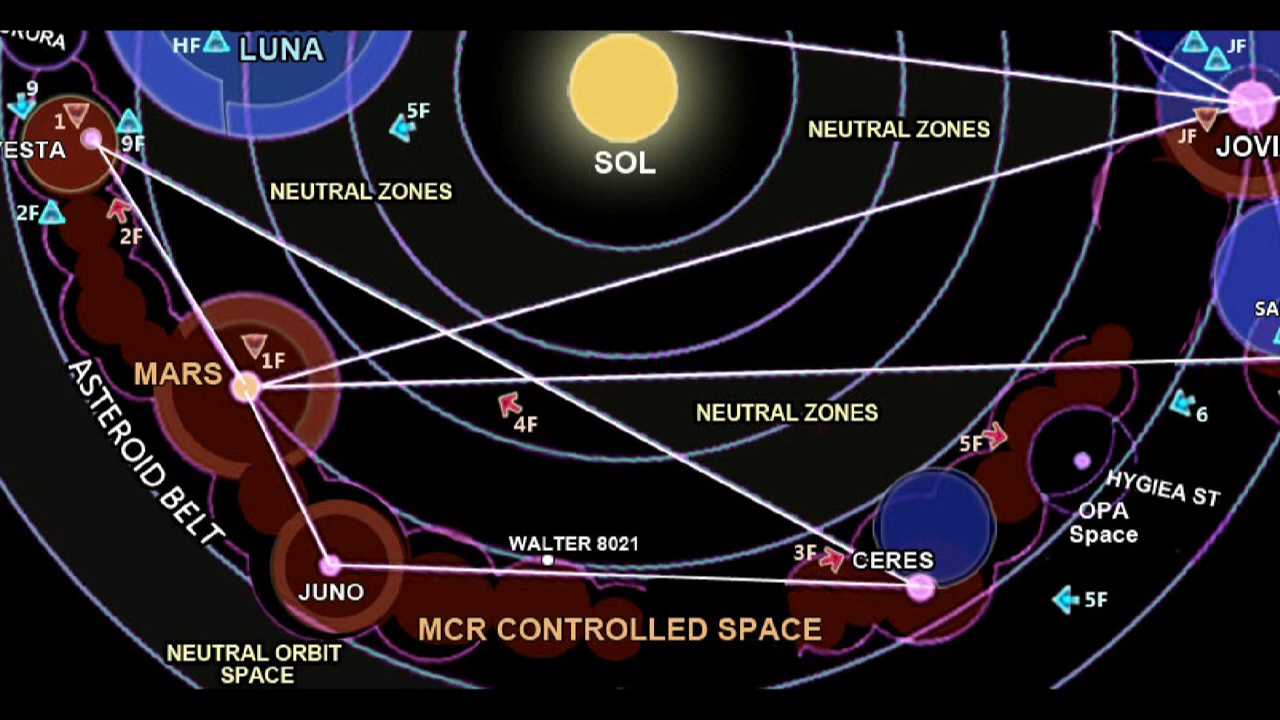 HF
LUNA
JF
9
5F
1
9F
NEUTRAL ZONES
JF
JOVI
ESTA
SOL
NEUTRAL ZONES
2F
2F
SA
1F
MARS
ASTEROID BELT
4F
NEUTRAL ZONES
6
5F
HYGIEA ST
OPA
Space
WALTER 8021
3F
CERES
JUNO
5F
MCR CONTROLLED SPACE
NEUTRAL ORBIT
SPACE